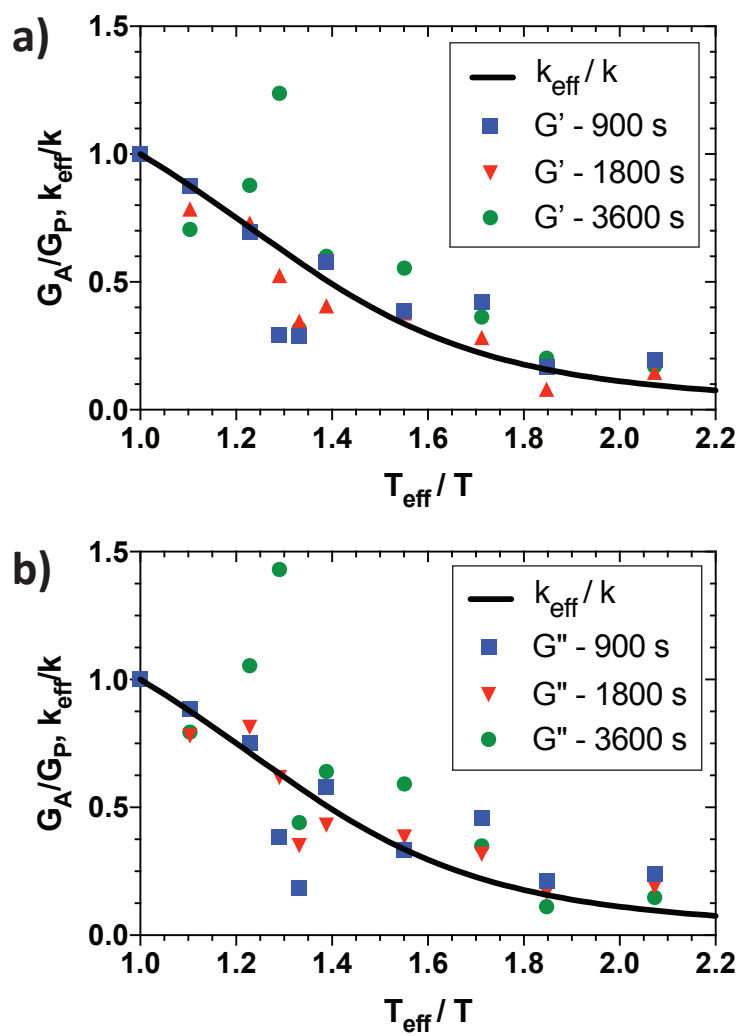 a)
1.5
1.0
0.5
0.0
G_A/G_P, k_eff/k
k_eff / k
G' - 900 s
G' - 1800 s
G' - 3600 s
1.0 1.2 1.4 1.6 1.8 2.0 2.2
T_eff / T
b)
1.5
1.0
0.5
0.0
G_A/G_P, k_eff/k
k_eff / k
G" - 900 s
G" - 1800 s
G" - 3600 s
1.0 1.2 1.4 1.6 1.8 2.0 2.2
T_eff / T